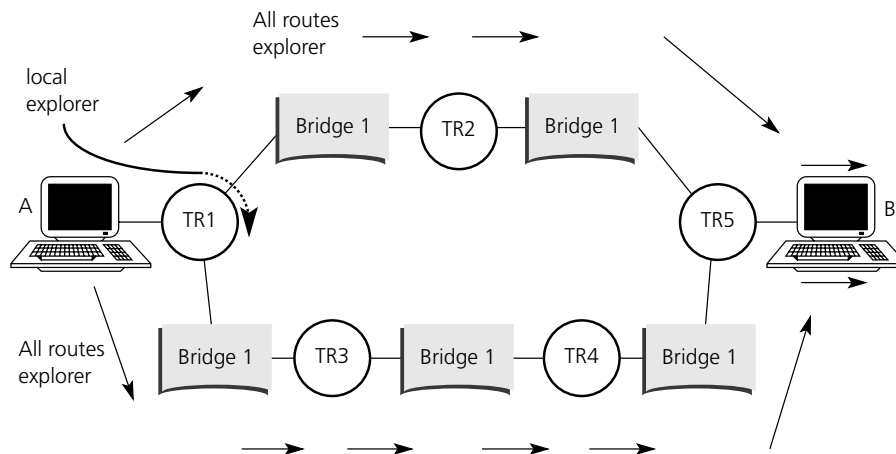 All routes
explorer
local
explorer
Bridge 1
TR2
Bridge 1
A
TR1
TR5
B
All routes
explorer
Bridge 1
TR3
Bridge 1
TR4
Bridge 1